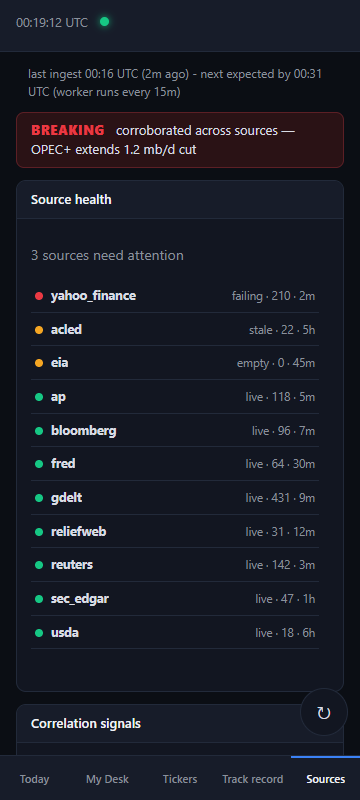 00:19:12 UTC
last ingest 00:16 UTC (2m ago) - next expected by 00:31
UTC (worker runs every 15m)
BREAKING corroborated across sources —
OPEC+ extends 1.2 mb/d cut
Source health
3 sources need attention
yahoo_finance failing · 210 · 2m
acled stale · 22 · 5h
eia empty · 0 · 45m
ap live · 118 · 5m
bloomberg live · 96 · 7m
fred live · 64 · 30m
gdelt live · 431 · 9m
reliefweb live · 31 · 12m
reuters live · 142 · 3m
sec_edgar live · 47 · 1h
usda live · 18 · 6h
Correlation signals
Today My Desk Tickers Track record Sources